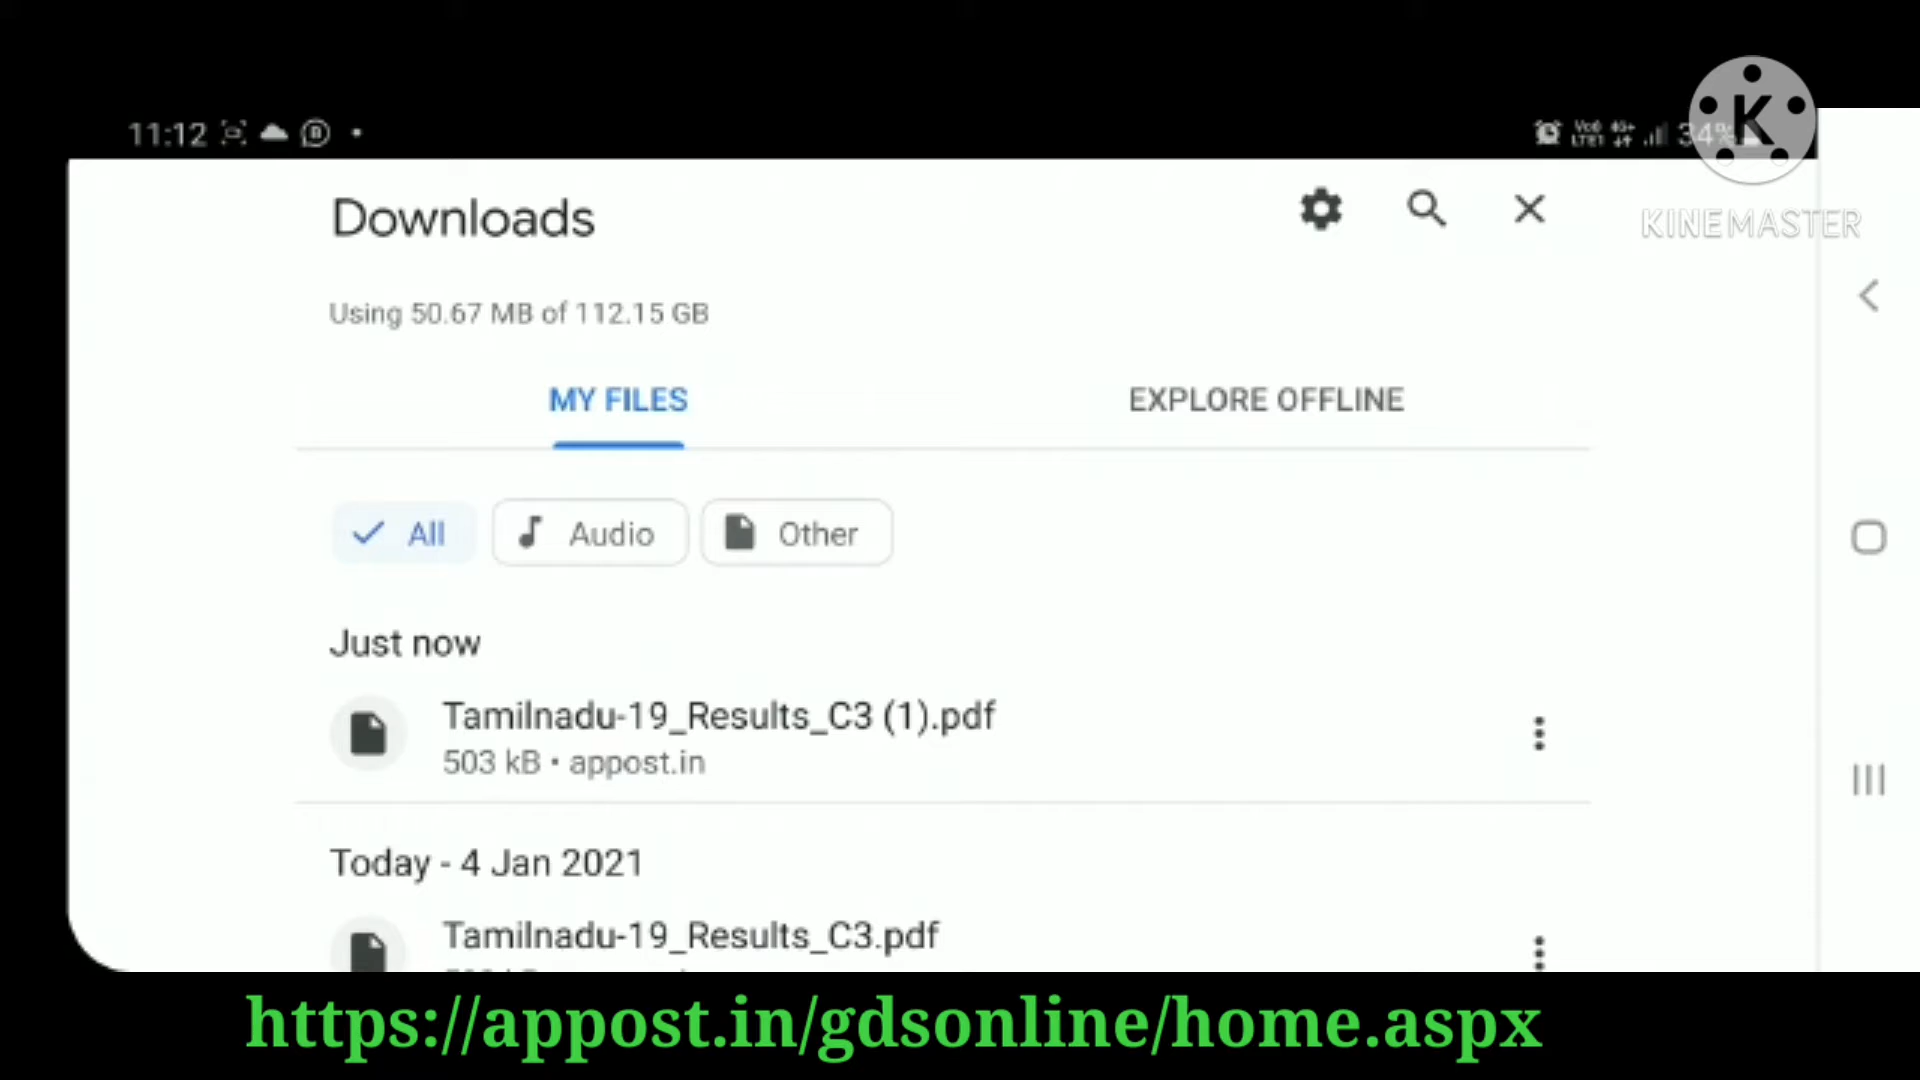 11:12
34%
K
KINEMASTER
Downloads
Using 50.67 MB of 112.15 GB
MY FILES
EXPLORE OFFLINE
All
Audio
Other
Just now
Tamilnadu-19_Results_C3 (1).pdf
503 kB • appost.in
Today - 4 Jan 2021
Tamilnadu-19_Results_C3.pdf
https://appost.in/gdsonline/home.aspx